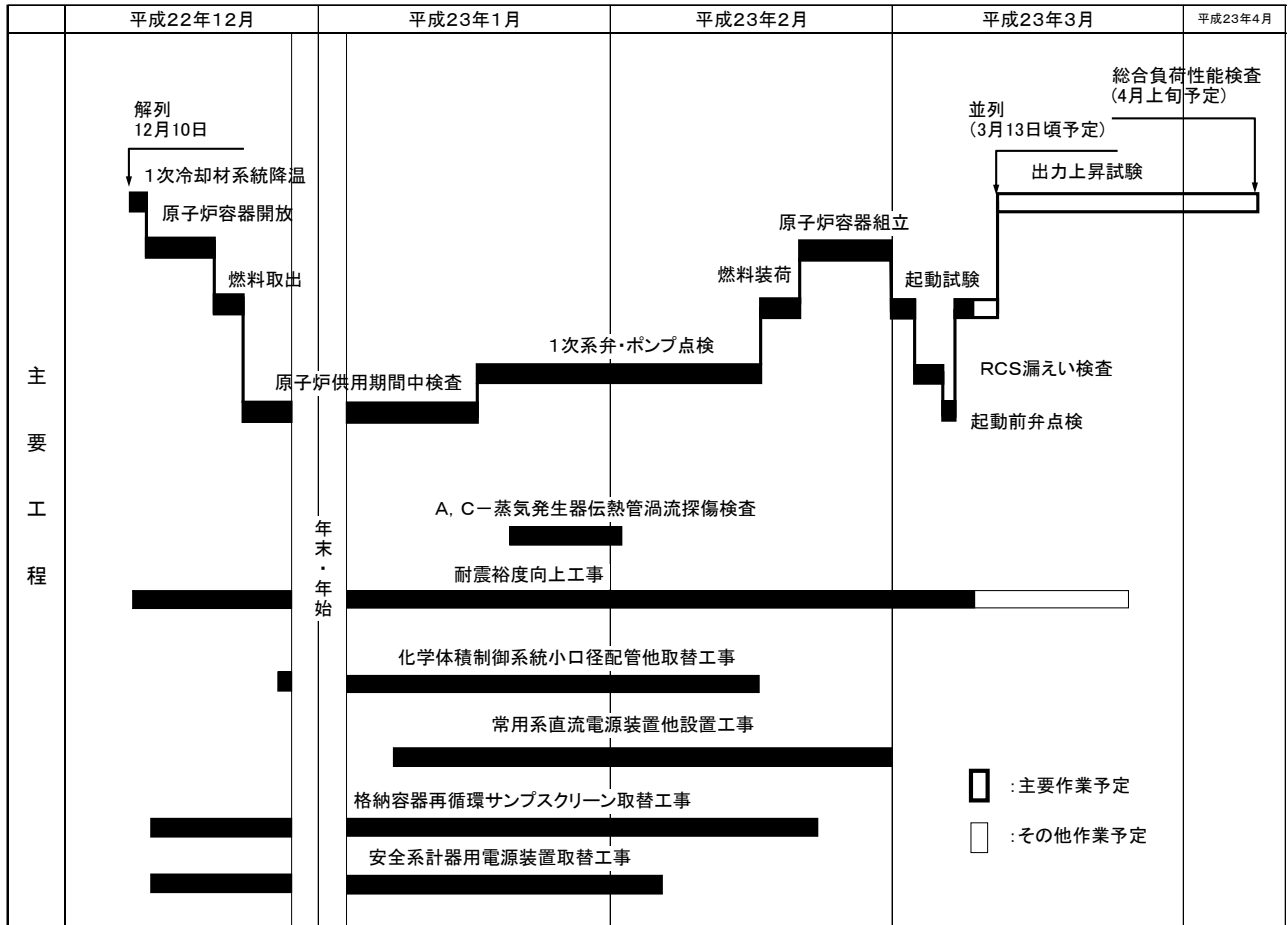 平成22年12月
平成23年1月
平成23年2月
平成23年3月
平成23年4月
総合負荷性能検査
(4月上旬予定)
解列
12月10日
並列
(3月13日頃予定)
1次冷却材系統降温
出力上昇試験
原子炉容器開放
原子炉容器組立
燃料取出
燃料装荷
起動試験
1次系弁・ポンプ点検
原子炉供用期間中検査
RCS漏えい検査
起動前弁点検
主要工程
年末・年始
A,C-蒸気発生器伝熱管渦流探傷検査
耐震裕度向上工事
化学体積制御系統小口径配管他取替工事
常用系直流電源装置他設置工事
格納容器再循環サンプスクリーン取替工事
安全系計器用電源装置取替工事
:主要作業予定
:その他作業予定